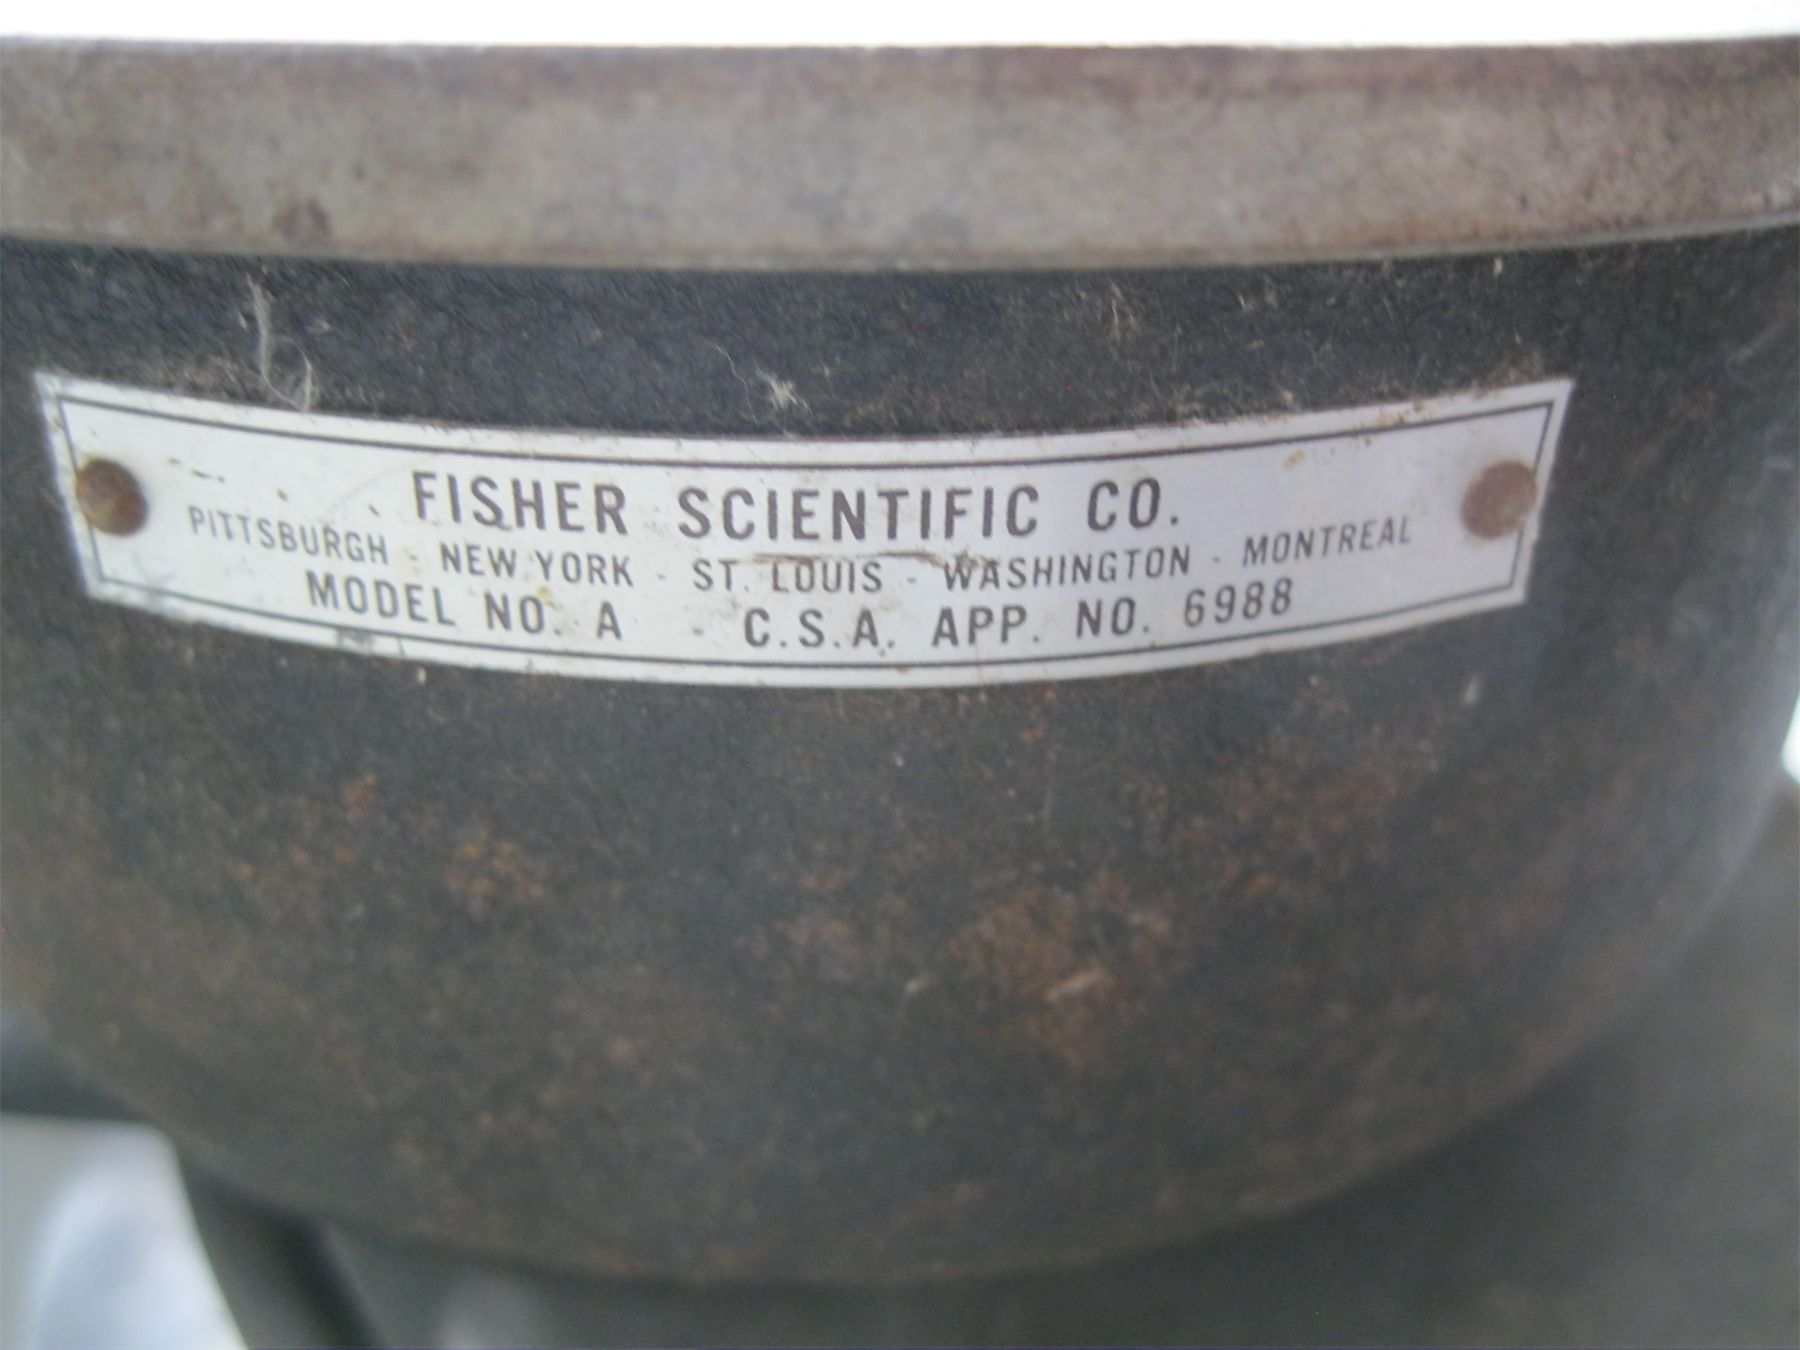 FISHER SCIENTIFIC CO.
PITTSBURGH - NEW YORK - ST. LOUIS - WASHINGTON - MONTREAL
MODEL NO. A C.S.A. APP. NO. 6988